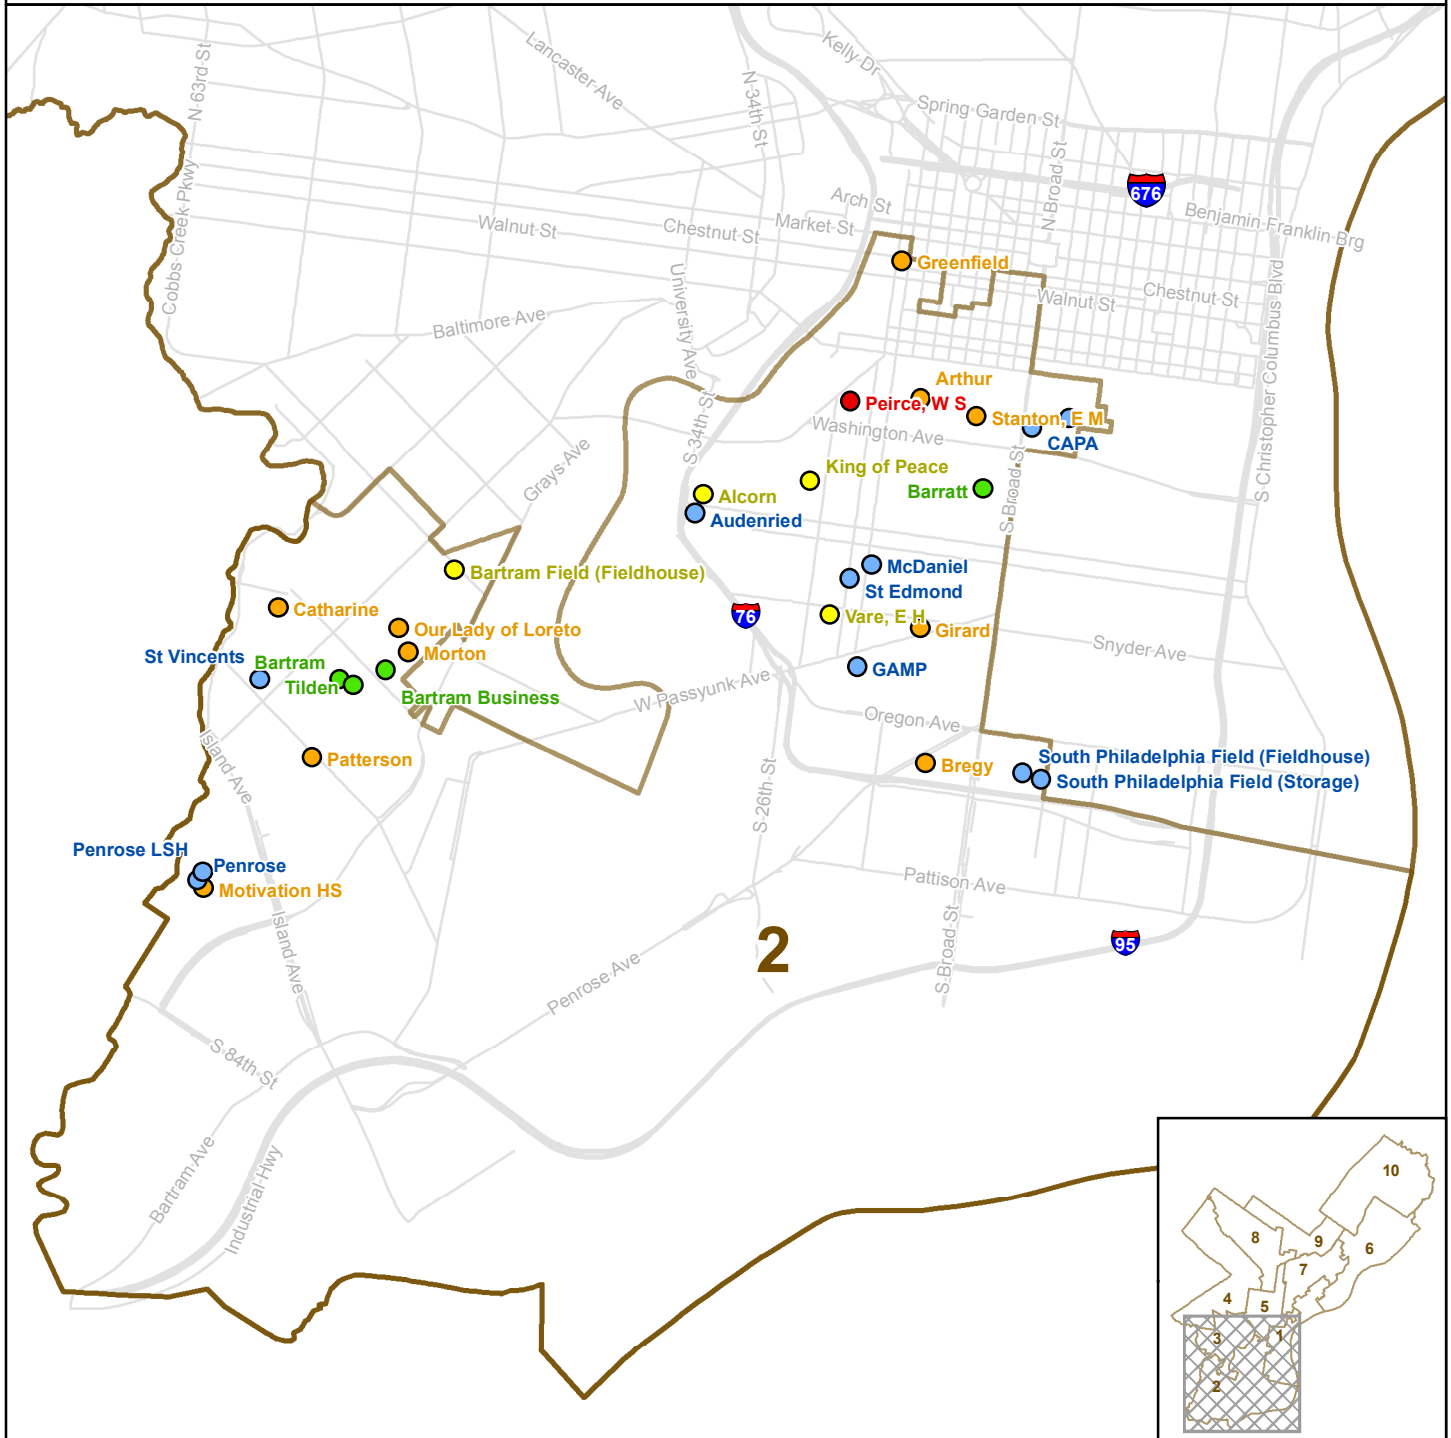 N 63rd St
Lancaster Ave
N 34th St
Kelly Dr
Spring Garden St
N Broad St
676
Cobbs Creek Pkwy
Walnut St
Chestnut St
Market St
Arch St
Benjamin Franklin Brg
Greenfield
University Ave
Walnut St
Chestnut St
S Christopher Columbus Blvd
Baltimore Ave
Arthur
Peirce, W S
Stanton, E M
S 34th St
Washington Ave
CAPA
Grays Ave
King of Peace
Alcorn
Barratt
S Broad St
Audenried
Bartram Field (Fieldhouse)
McDaniel
St Edmond
Catharine
76
Vare, E H
Our Lady of Loreto
Girard
Snyder Ave
St Vincents
Bartram
Morton
GAMP
Tilden
Bartram Business
W Passyunk Ave
Oregon Ave
Island Ave
Patterson
Bregy
South Philadelphia Field (Fieldhouse)
South Philadelphia Field (Storage)
S 26th St
Penrose LSH
Penrose
Motivation HS
Pattison Ave
Island Ave
2
S Broad St
95
Penrose Ave
S 84th St
Bartram Ave
Industrial Hwy
10
8
9
6
7
4
5
3
1
2